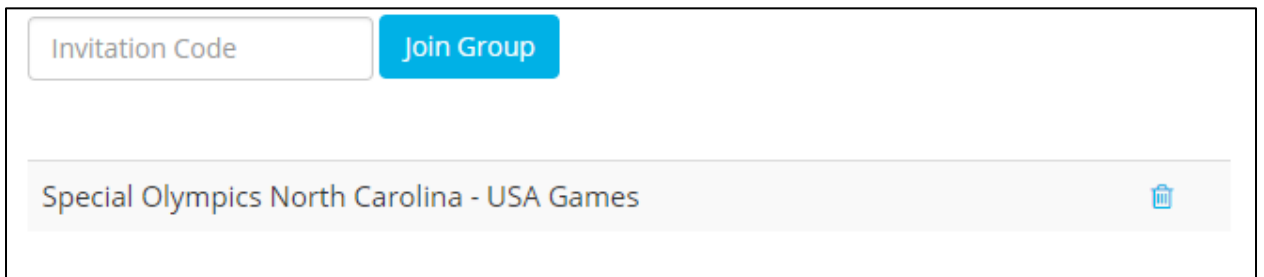 Invitation Code
Join Group
Special Olympics North Carolina - USA Games